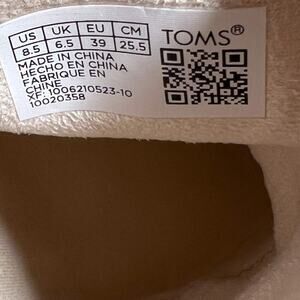 US UK EU CM TOMS®
8.5 6.5 39 25.5
MADE IN CHINA
HECHO EN CHINA
FABRIQUE EN
CHINE
XF: 1006210523-10
10020358